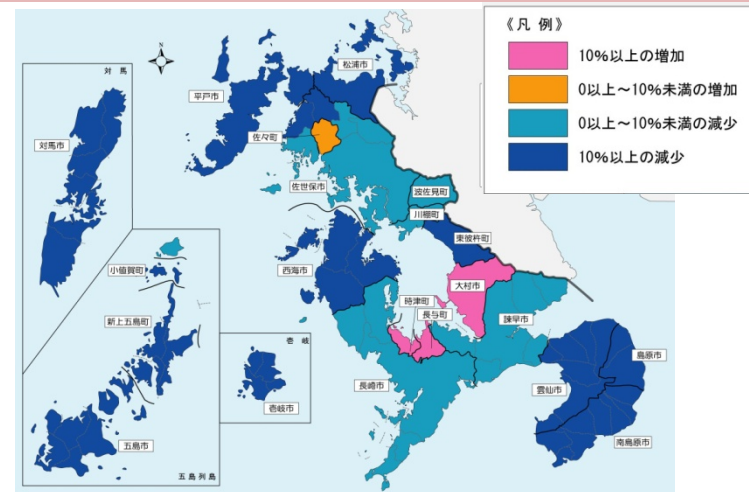 《凡例》
10%以上の増加
0以上～10%未満の増加
0以上～10%未満の減少
10%以上の減少
対馬
対馬市
平戸市
松浦市
佐々町
佐世保市
波佐見町
川棚町
東彼杵町
西海市
大村市
時津町
長与町
諫早市
長崎市
島原市
雲仙市
南島原市
小値賀町
新上五島町
五島市
五島列島
壱岐
壱岐市